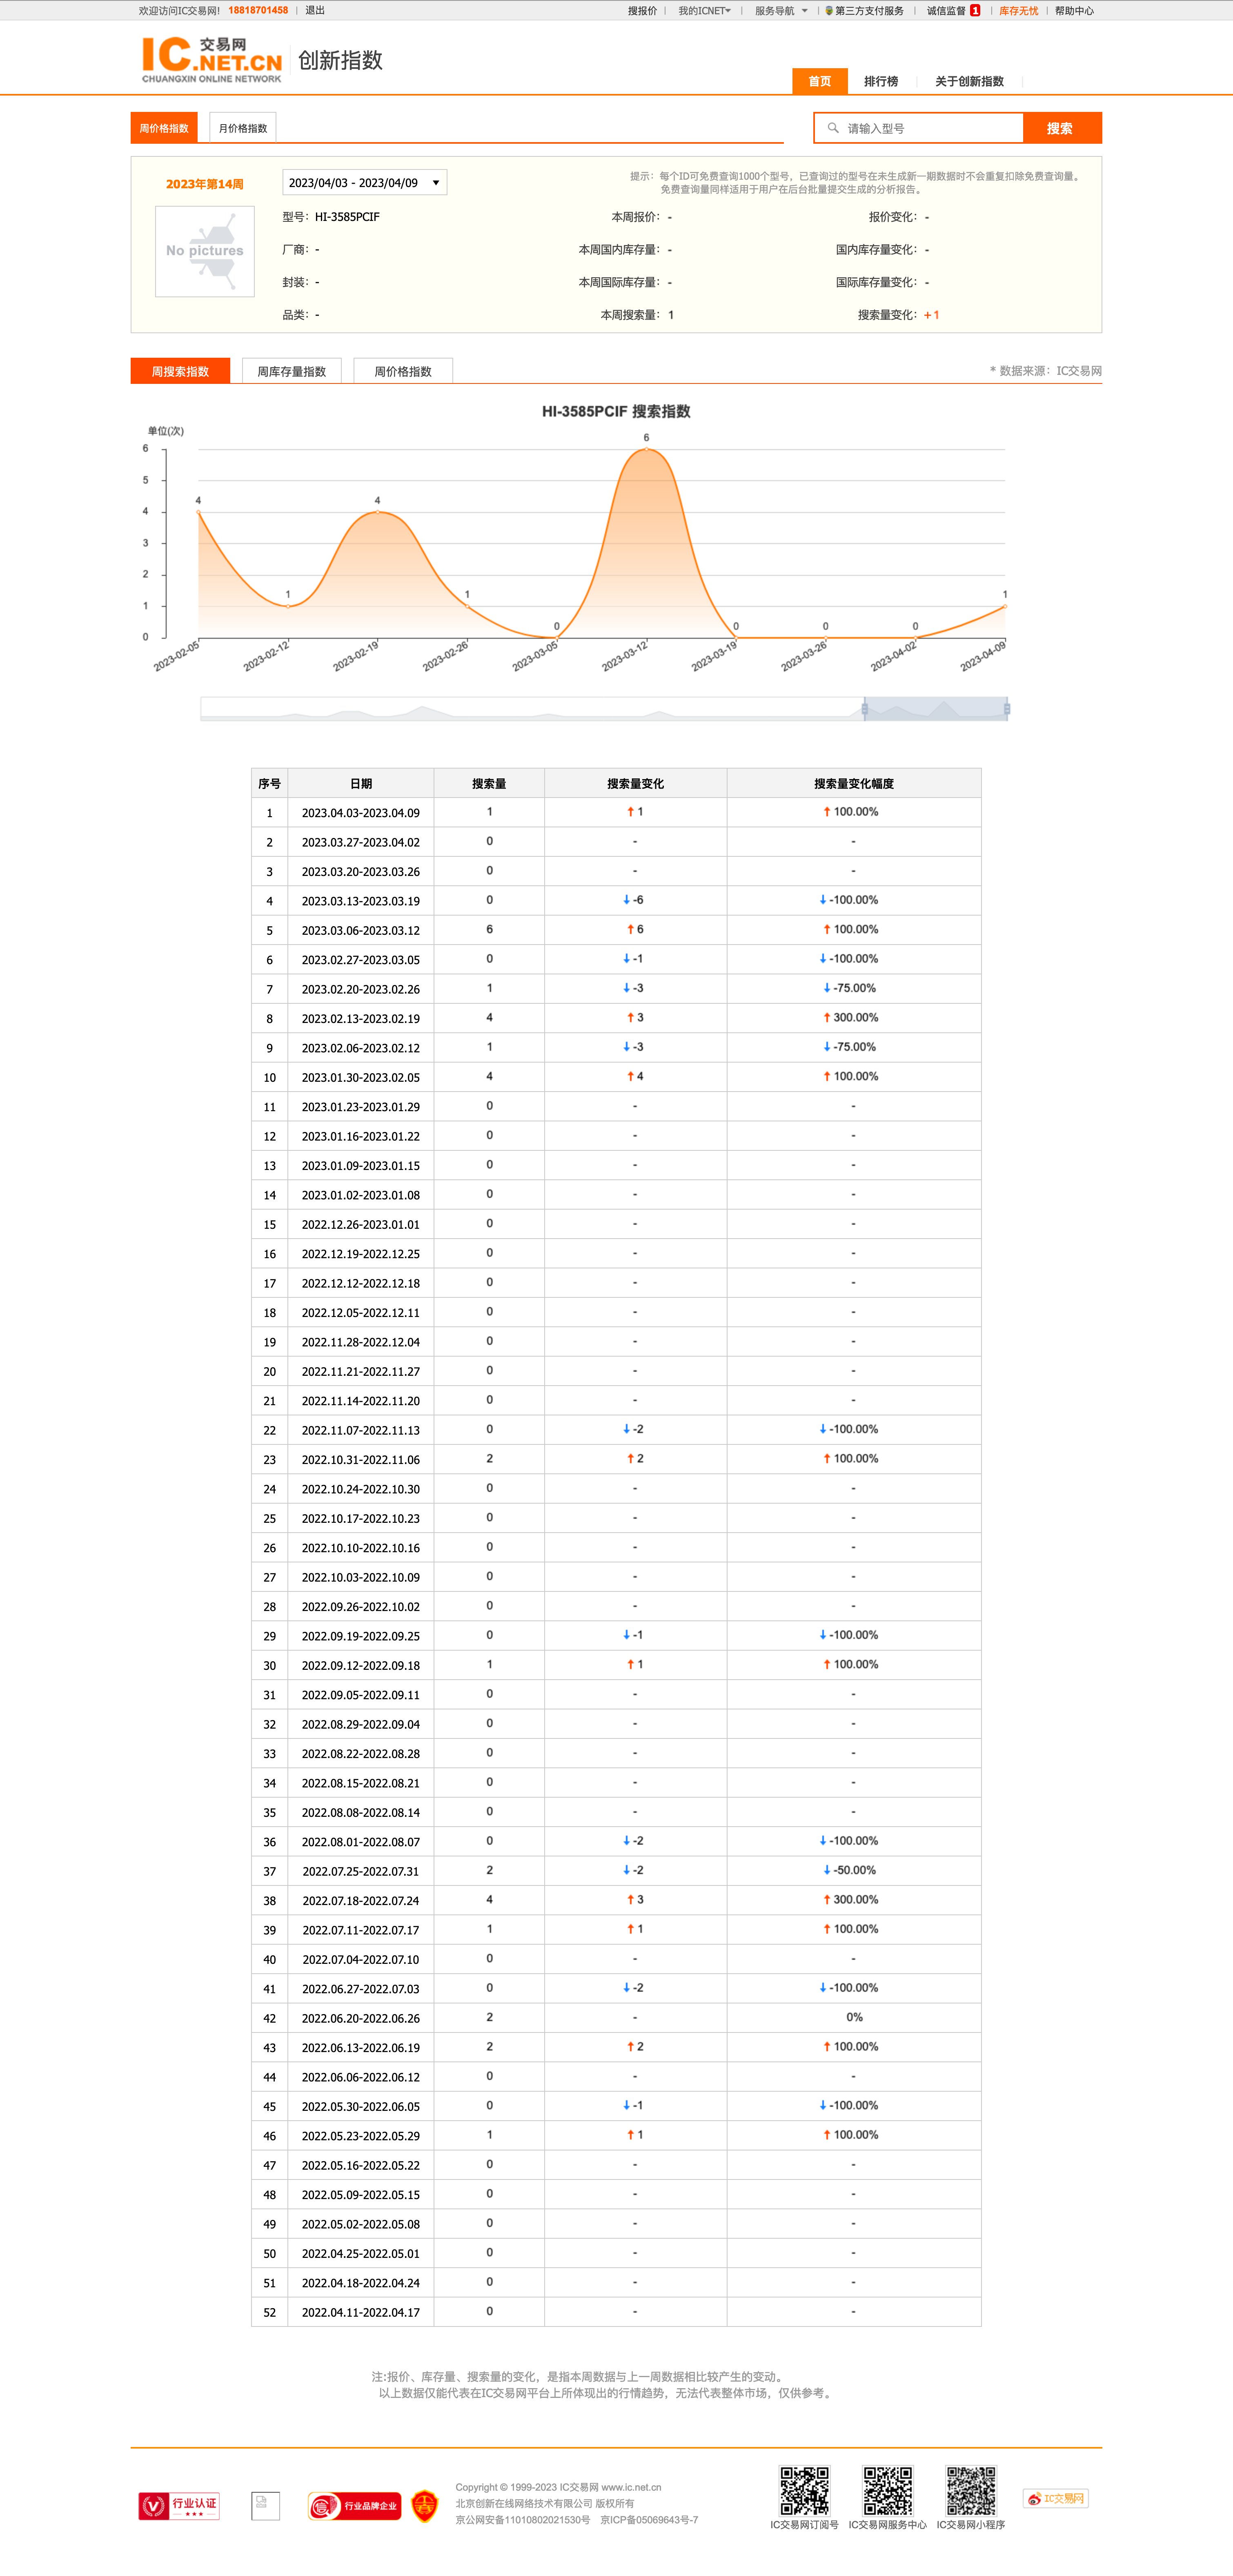 欢迎访问IC交易网! 18818701458 | 退出 搜报价 | 我的ICNET | 服务导航 | 第三方支付服务 | 诚信监督 1 | 库存无忧 | 帮助中心
IC 交易网 .NET.CN CHUANGXIN ONLINE NETWORK 创新指数
首页 排行榜 关于创新指数
周价格指数 月价格指数 请输入型号 搜索
2023年第14周 2023/04/03 - 2023/04/09 提示：每个ID可免费查询1000个型号，已查询过的型号在未生成新一期数据时不会重复扣除免费查询量。
免费查询量同样适用于用户在后台批量提交生成的分析报告。
No pictures
型号：HI-3585PCIF 本周报价：- 报价变化：-
厂商：- 本周国内库存量：- 国内库存量变化：-
封装：- 本周国际库存量：- 国际库存量变化：-
品类：- 本周搜索量：1 搜索量变化：+1
周搜索指数 周库存量指数 周价格指数 * 数据来源：IC交易网
HI-3585PCIF 搜索指数
单位(次)
6
5
4
3
2
1
0
4 1 4 1 0 6 0 0 0 1
2023-02-05 2023-02-12 2023-02-19 2023-02-26 2023-03-05 2023-03-12 2023-03-19 2023-03-26 2023-04-02 2023-04-09
序号 日期 搜索量 搜索量变化 搜索量变化幅度
1 2023.04.03-2023.04.09 1 ↑1 ↑100.00%
2 2023.03.27-2023.04.02 0 - -
3 2023.03.20-2023.03.26 0 - -
4 2023.03.13-2023.03.19 0 ↓-6 ↓-100.00%
5 2023.03.06-2023.03.12 6 ↑6 ↑100.00%
6 2023.02.27-2023.03.05 0 ↓-1 ↓-100.00%
7 2023.02.20-2023.02.26 1 ↓-3 ↓-75.00%
8 2023.02.13-2023.02.19 4 ↑3 ↑300.00%
9 2023.02.06-2023.02.12 1 ↓-3 ↓-75.00%
10 2023.01.30-2023.02.05 4 ↑4 ↑100.00%
11 2023.01.23-2023.01.29 0 - -
12 2023.01.16-2023.01.22 0 - -
13 2023.01.09-2023.01.15 0 - -
14 2023.01.02-2023.01.08 0 - -
15 2022.12.26-2023.01.01 0 - -
16 2022.12.19-2022.12.25 0 - -
17 2022.12.12-2022.12.18 0 - -
18 2022.12.05-2022.12.11 0 - -
19 2022.11.28-2022.12.04 0 - -
20 2022.11.21-2022.11.27 0 - -
21 2022.11.14-2022.11.20 0 - -
22 2022.11.07-2022.11.13 0 ↓-2 ↓-100.00%
23 2022.10.31-2022.11.06 2 ↑2 ↑100.00%
24 2022.10.24-2022.10.30 0 - -
25 2022.10.17-2022.10.23 0 - -
26 2022.10.10-2022.10.16 0 - -
27 2022.10.03-2022.10.09 0 - -
28 2022.09.26-2022.10.02 0 - -
29 2022.09.19-2022.09.25 0 ↓-1 ↓-100.00%
30 2022.09.12-2022.09.18 1 ↑1 ↑100.00%
31 2022.09.05-2022.09.11 0 - -
32 2022.08.29-2022.09.04 0 - -
33 2022.08.22-2022.08.28 0 - -
34 2022.08.15-2022.08.21 0 - -
35 2022.08.08-2022.08.14 0 - -
36 2022.08.01-2022.08.07 0 ↓-2 ↓-100.00%
37 2022.07.25-2022.07.31 2 ↓-2 ↓-50.00%
38 2022.07.18-2022.07.24 4 ↑3 ↑300.00%
39 2022.07.11-2022.07.17 1 ↑1 ↑100.00%
40 2022.07.04-2022.07.10 0 - -
41 2022.06.27-2022.07.03 0 ↓-2 ↓-100.00%
42 2022.06.20-2022.06.26 2 - 0%
43 2022.06.13-2022.06.19 2 ↑2 ↑100.00%
44 2022.06.06-2022.06.12 0 - -
45 2022.05.30-2022.06.05 0 ↓-1 ↓-100.00%
46 2022.05.23-2022.05.29 1 ↑1 ↑100.00%
47 2022.05.16-2022.05.22 0 - -
48 2022.05.09-2022.05.15 0 - -
49 2022.05.02-2022.05.08 0 - -
50 2022.04.25-2022.05.01 0 - -
51 2022.04.18-2022.04.24 0 - -
52 2022.04.11-2022.04.17 0 - -
注:报价、库存量、搜索量的变化，是指本周数据与上一周数据相比较产生的变动。
以上数据仅能代表在IC交易网平台上所体现出的行情趋势，无法代表整体市场，仅供参考。
行业认证 信 行业品牌企业
Copyright © 1999-2023 IC交易网 www.ic.net.cn
北京创新在线网络技术有限公司 版权所有
京公网安备11010802021530号 京ICP备05069643号-7
IC交易网订阅号 IC交易网服务中心 IC交易网小程序
IC交易网